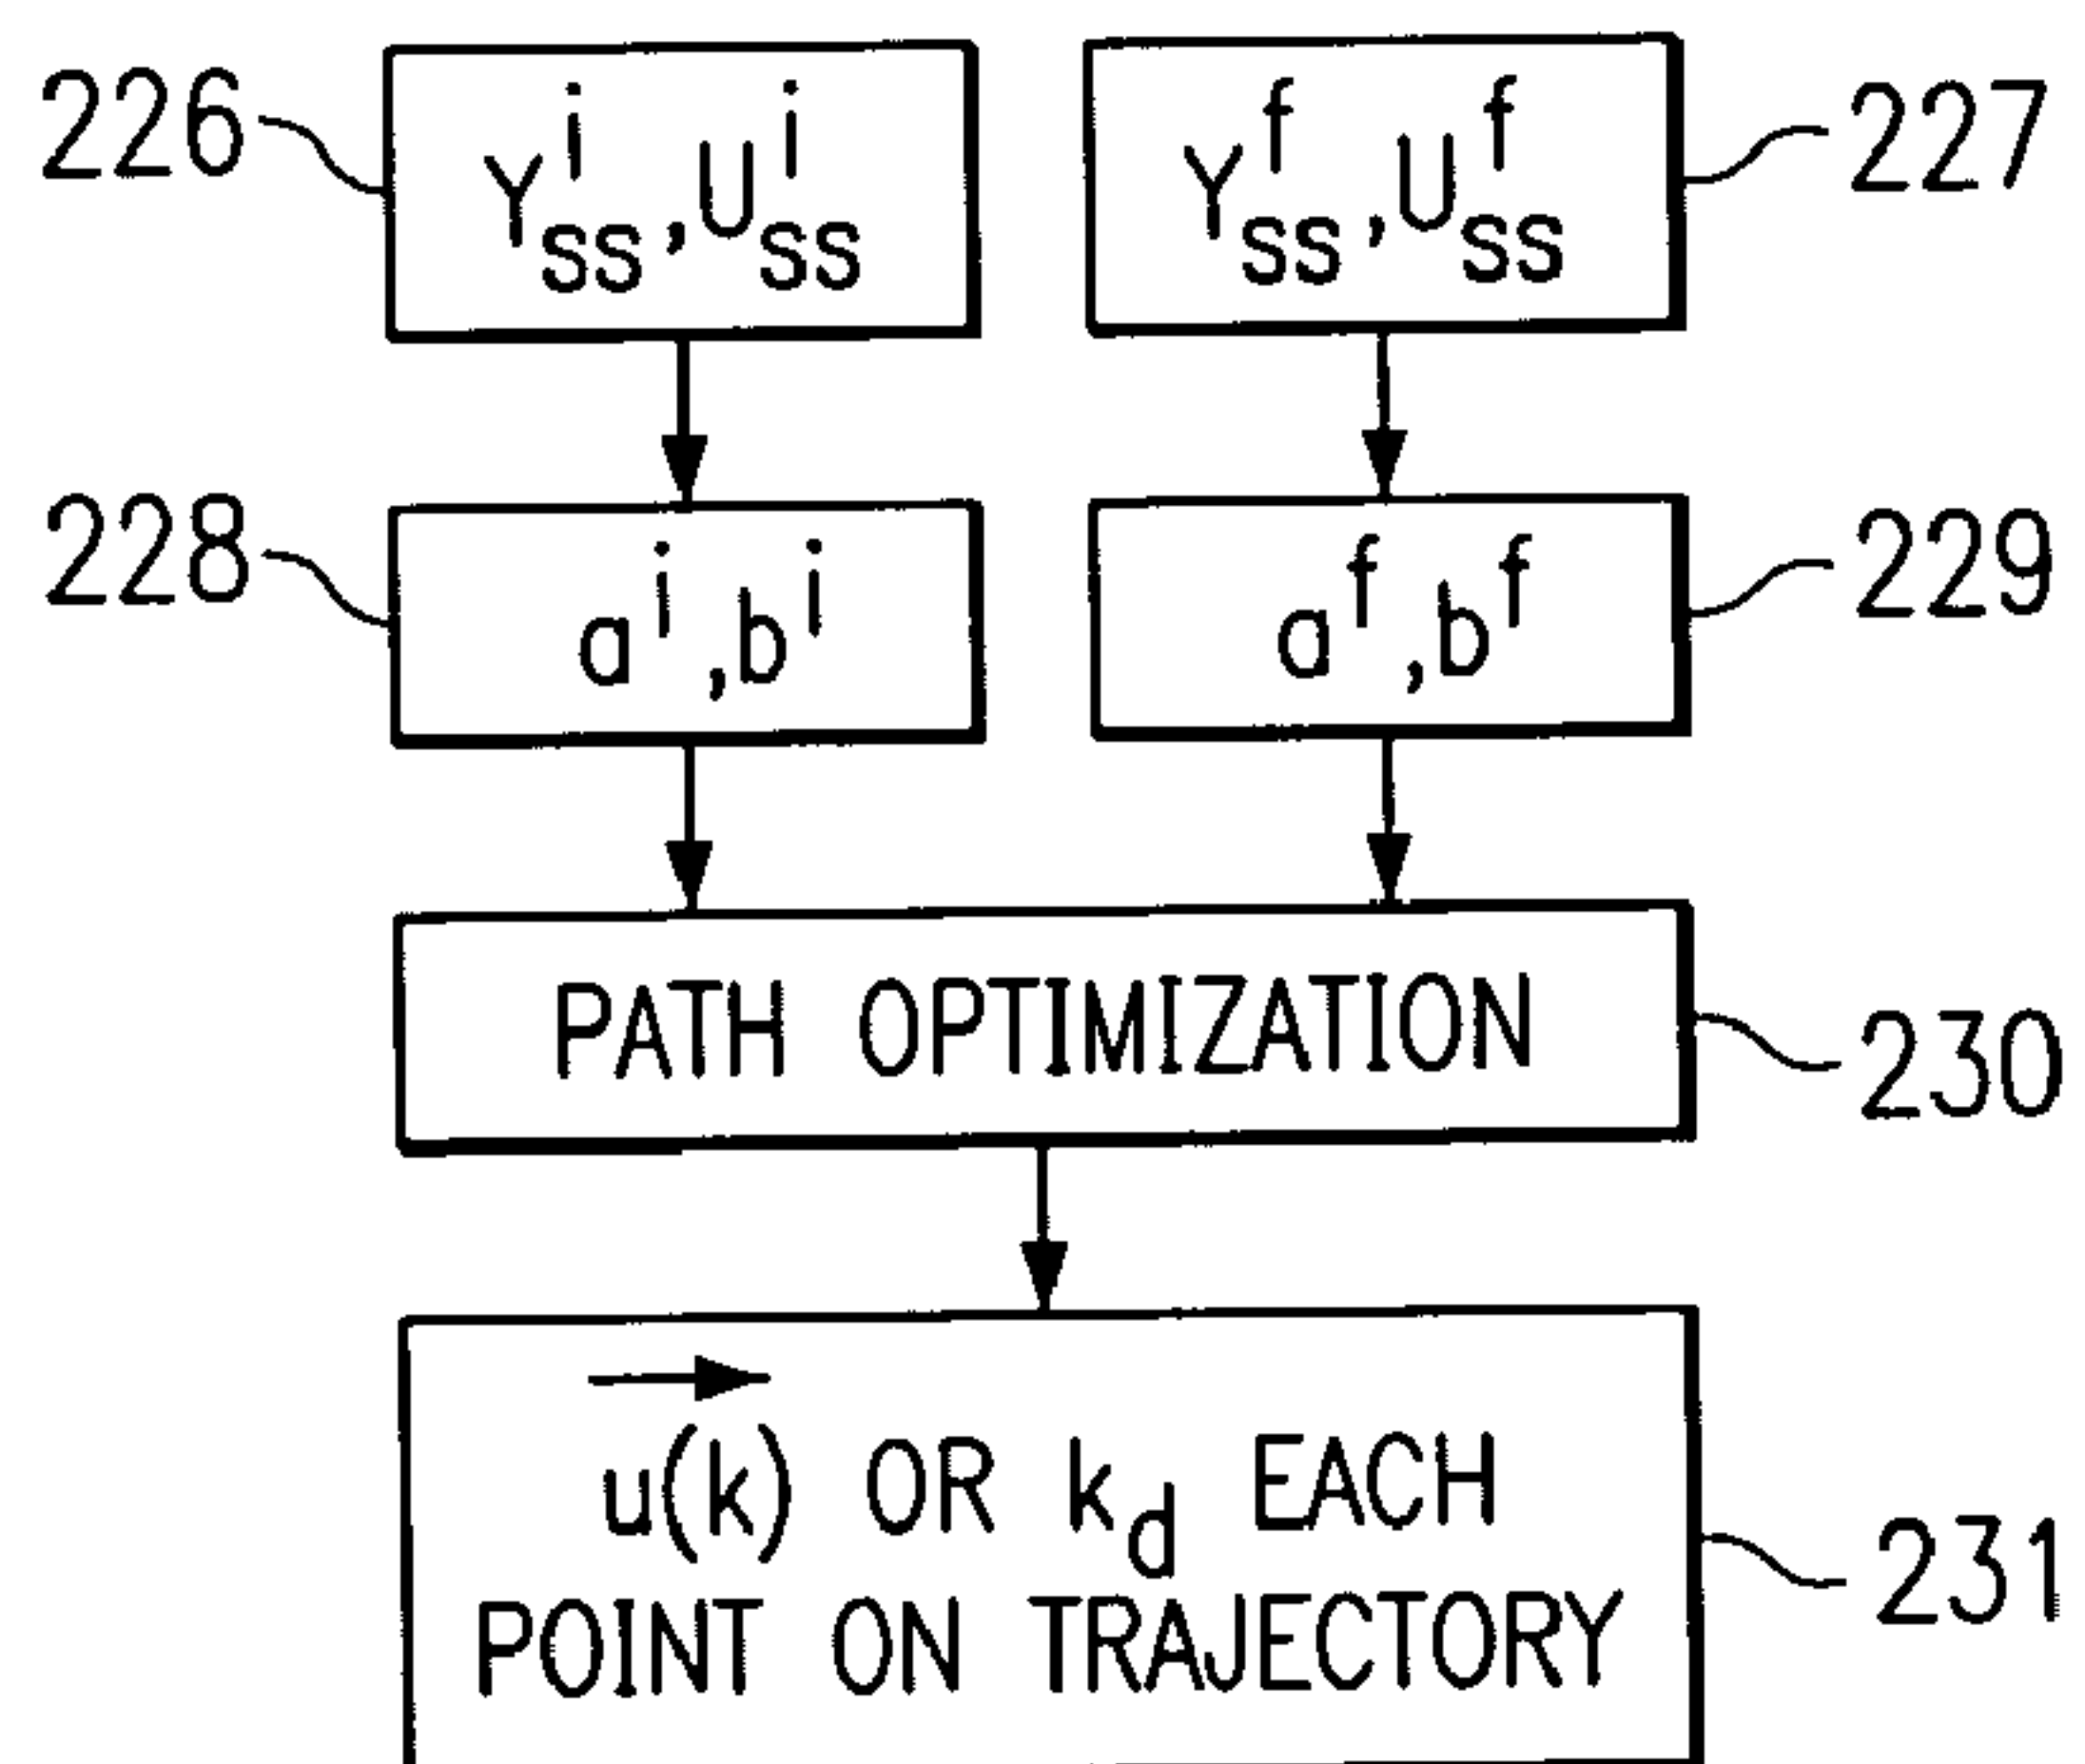 226
Y^i_ss, U^i_ss
Y^f_ss, U^f_ss
227
228
a^i, b^i
a^f, b^f
229
PATH OPTIMIZATION
230
u(k) OR k_d EACH
POINT ON TRAJECTORY
231